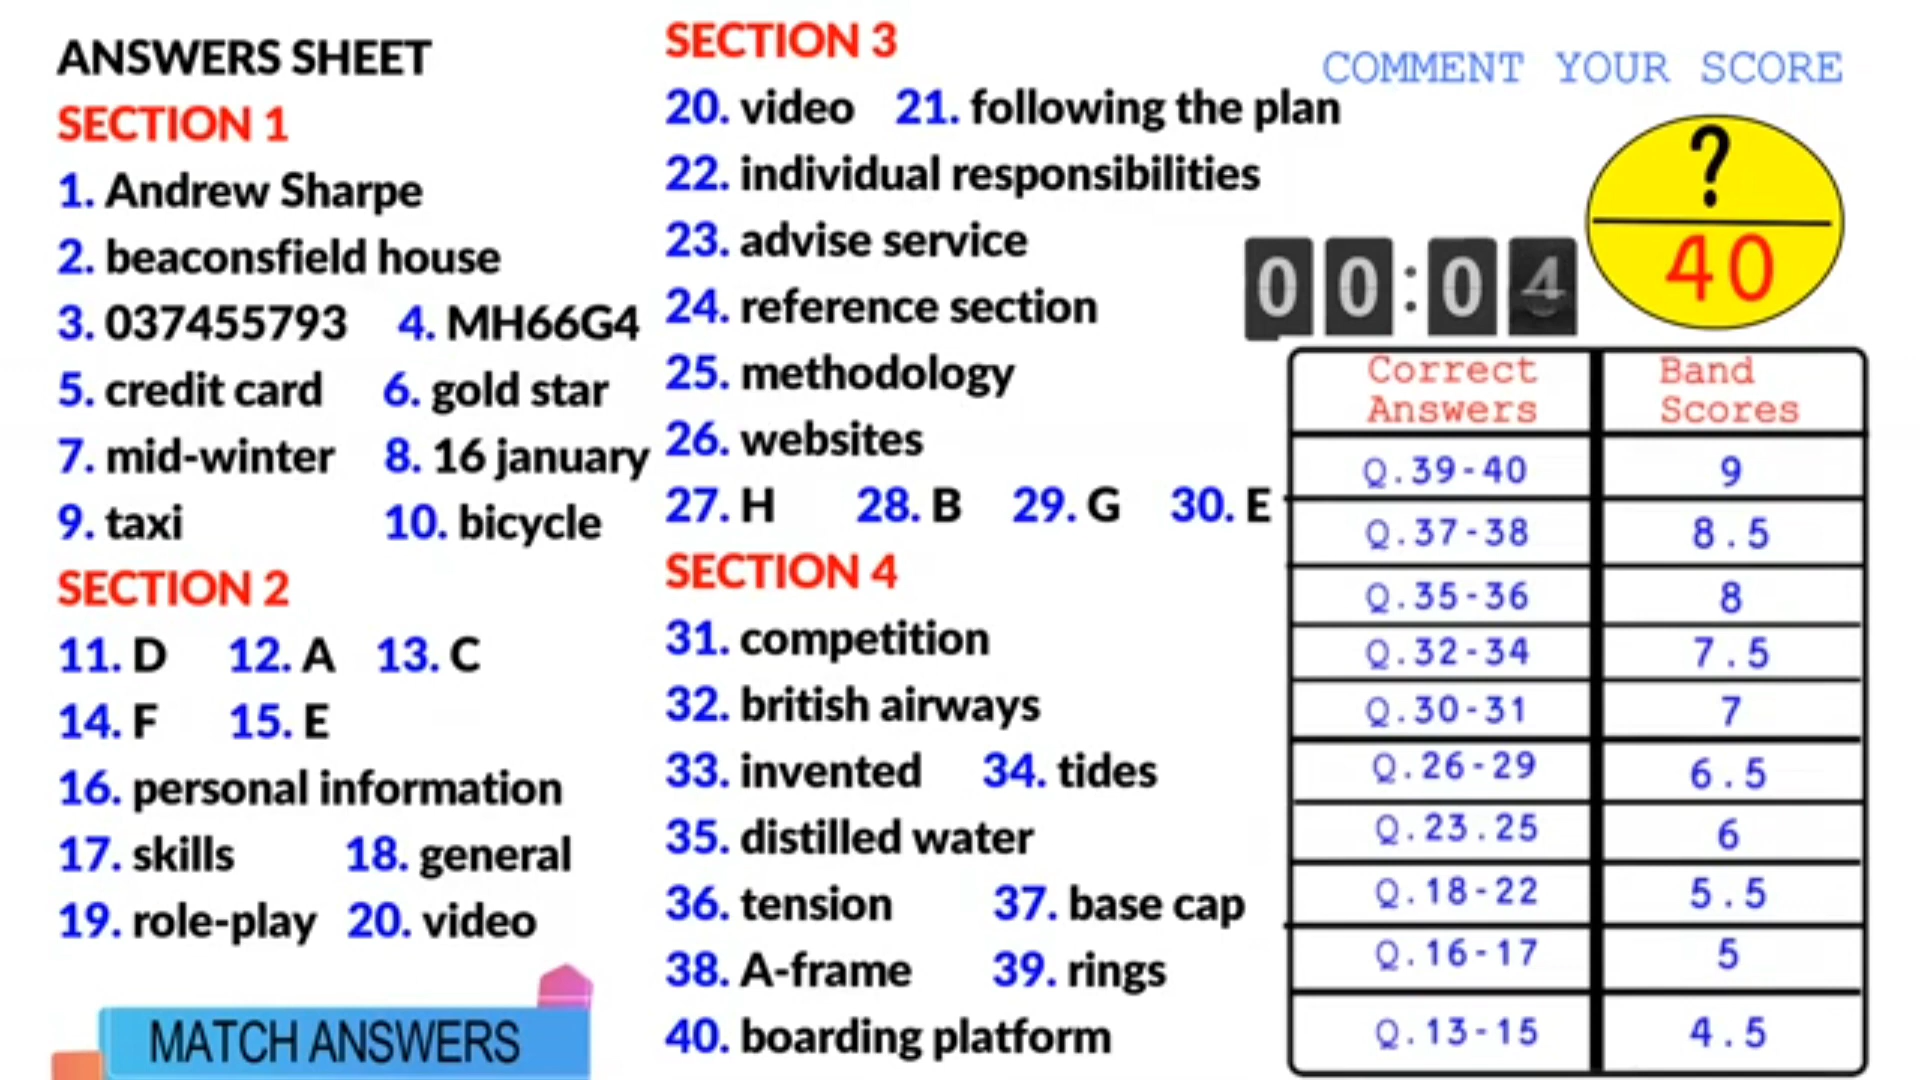 ANSWERS SHEET
SECTION 1
1. Andrew Sharpe
2. beaconsfield house
3. 037455793 4. MH66G4
5. credit card 6. gold star
7. mid-winter 8. 16 january
9. taxi 10. bicycle
SECTION 2
11. D 12. A 13. C
14. F 15. E
16. personal information
17. skills 18. general
19. role-play 20. video
MATCH ANSWERS
SECTION 3
20. video 21. following the plan
22. individual responsibilities
23. advise service
24. reference section
25. methodology
26. websites
27. H 28. B 29. G 30. E
SECTION 4
31. competition
32. british airways
33. invented 34. tides
35. distilled water
36. tension 37. base cap
38. A-frame 39. rings
40. boarding platform
COMMENT YOUR SCORE
?
40
00:04
Correct Answers Band Scores
Q.39-40 9
Q.37-38 8.5
Q.35-36 8
Q.32-34 7.5
Q.30-31 7
Q.26-29 6.5
Q.23.25 6
Q.18-22 5.5
Q.16-17 5
Q.13-15 4.5